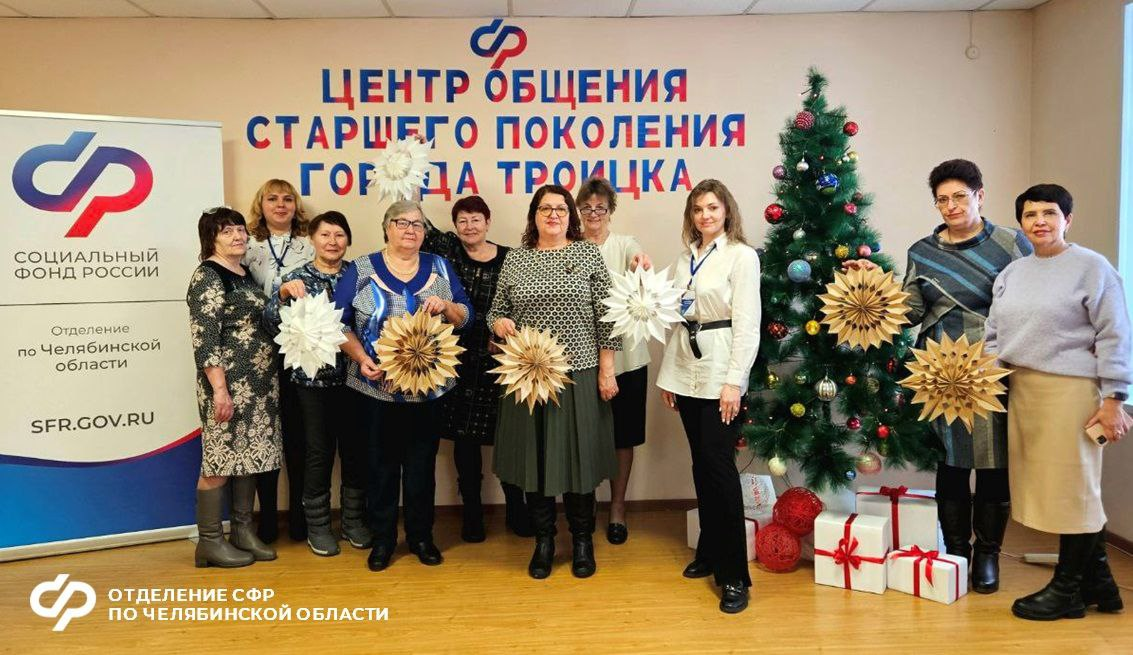 ЦЕНТР ОБЩЕНИЯ
СТАРШЕГО ПОКОЛЕНИЯ
ГОРОДА ТРОИЦКА
СОЦИАЛЬНЫЙ
ФОНД РОССИИ
Отделение
по Челябинской
области
SFR.GOV.RU
ОТДЕЛЕНИЕ СФР
ПО ЧЕЛЯБИНСКОЙ ОБЛАСТИ